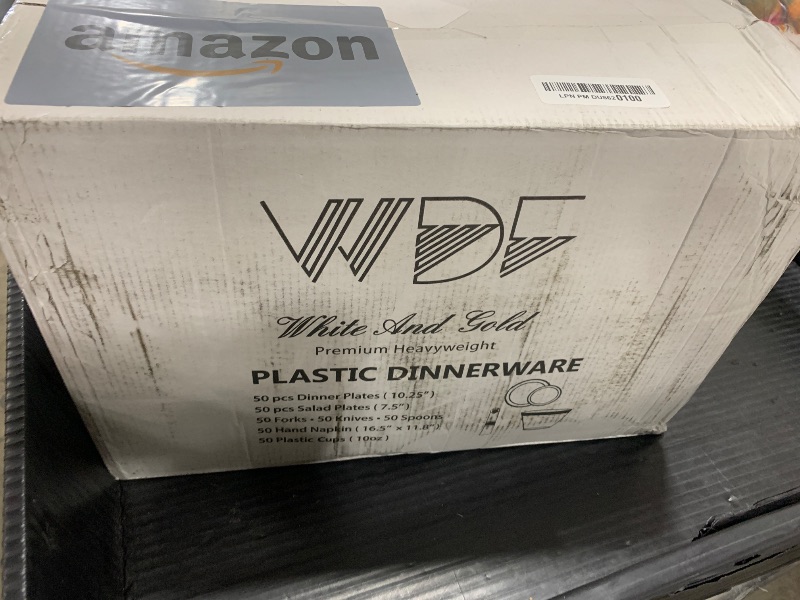 amazon
LPN PM DU8620100
WDF
White And Gold
Premium Heavyweight
PLASTIC DINNERWARE
50 pcs Dinner Plates ( 10.25" )
50 pcs Salad Plates ( 7.5" )
50 Forks • 50 Knives • 50 Spoons
50 Hand Napkin ( 16.5" x 11.8" )
50 Plastic Cups ( 10oz )